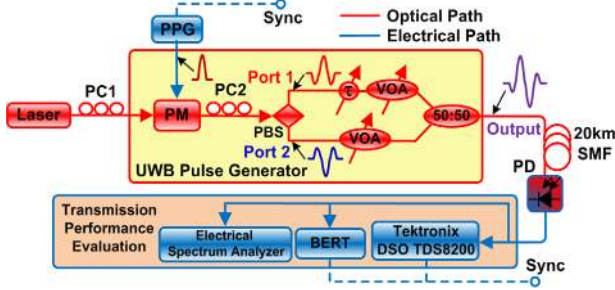 Sync
Optical Path
Electrical Path
PPG
PC1
PC2
Port 1
τ
VOA
Laser
PM
PBS
50:50
Port 2
VOA
Output
20km
SMF
UWB Pulse Generator
PD
Transmission
Performance
Evaluation
Electrical
Spectrum Analyzer
BERT
Tektronix
DSO TDS8200
Sync